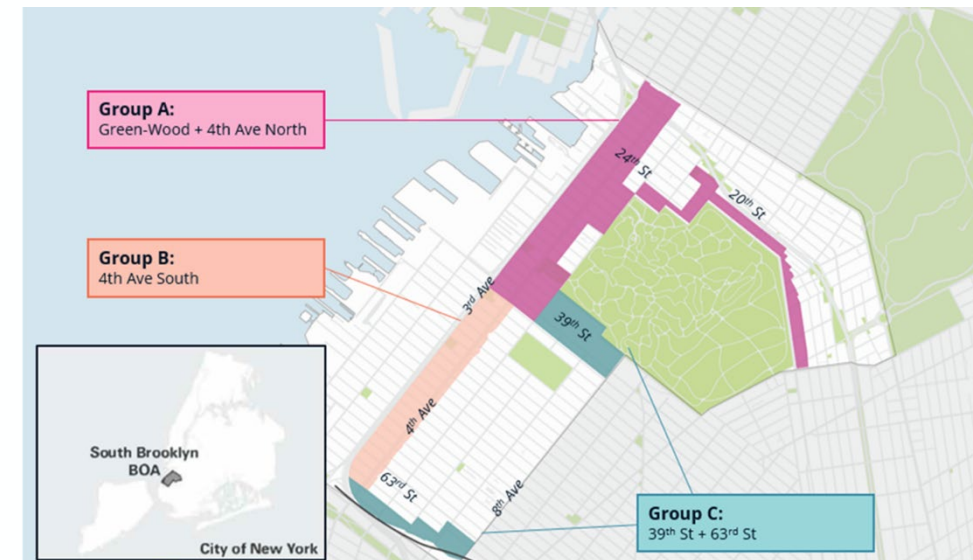 Group A:
Green-Wood + 4th Ave North
24th St
20th St
Group B:
4th Ave South
3rd Ave
39th St
4th Ave
63rd St
8th Ave
South Brooklyn
BOA
City of New York
Group C:
39th St + 63rd St